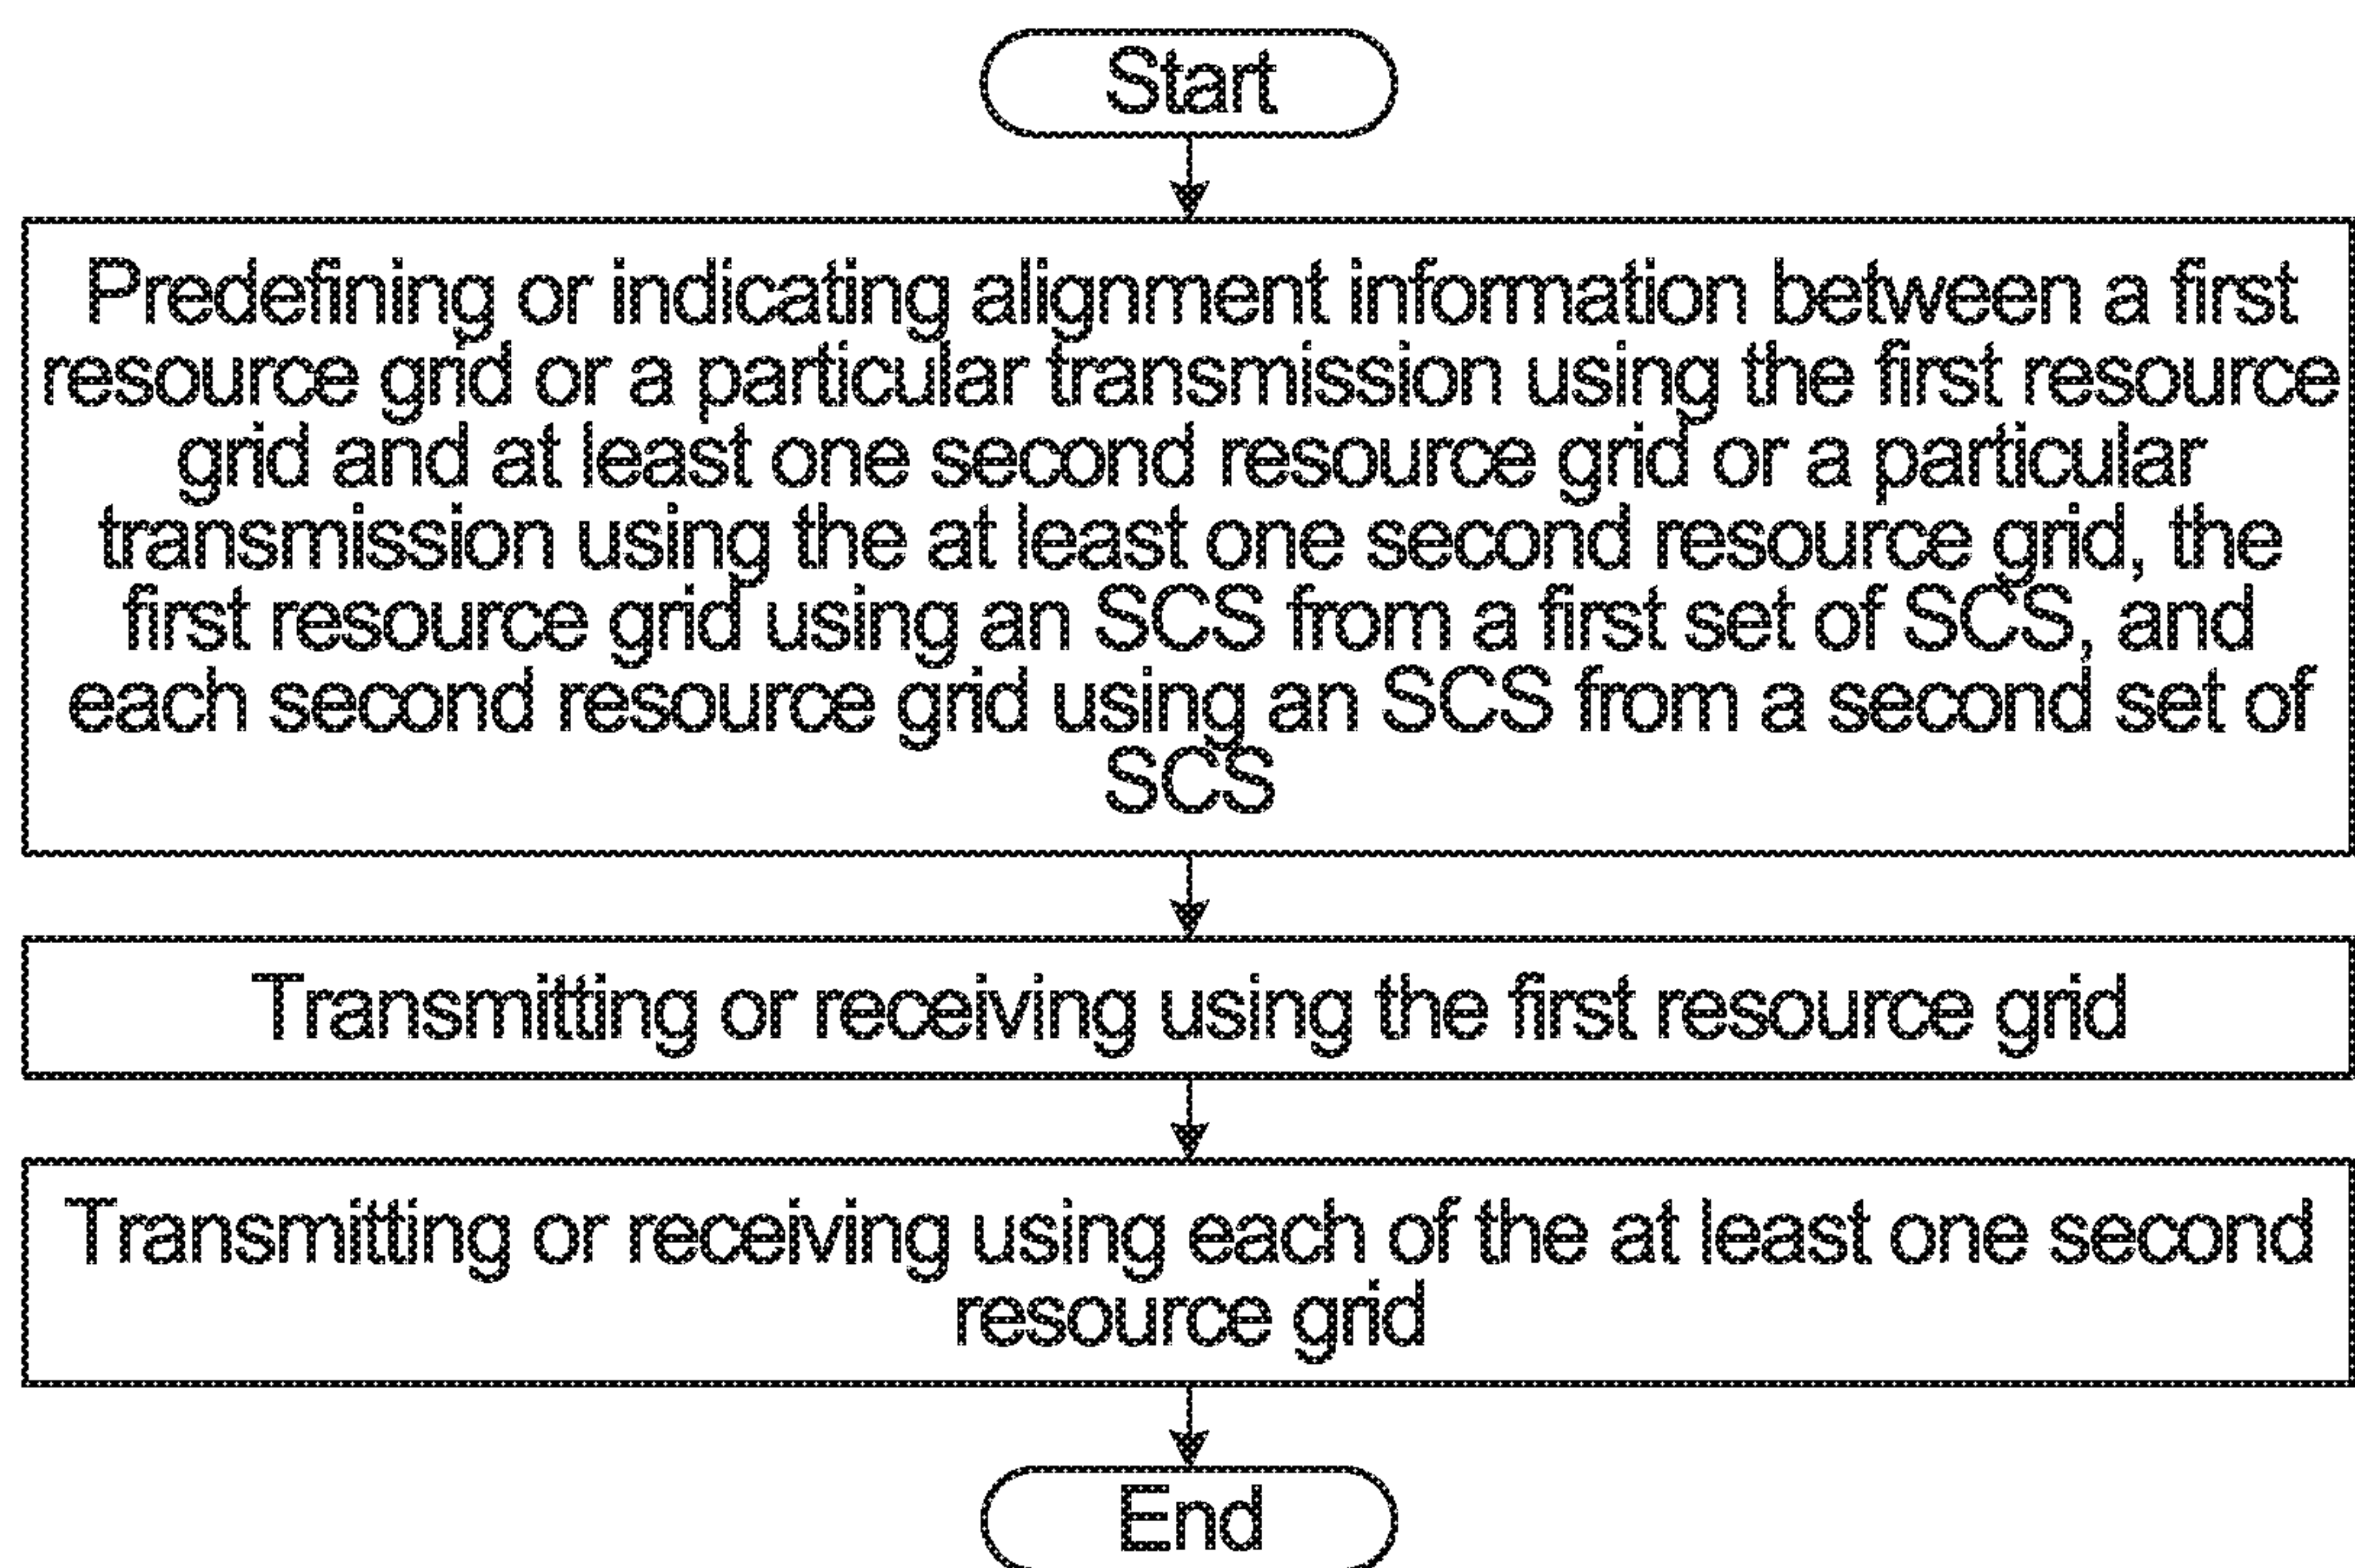 Start
Predefining or indicating alignment information between a first
resource grid or a particular transmission using the first resource
grid and at least one second resource grid or a particular
transmission using the at least one second resource grid, the
first resource grid using an SCS from a first set of SCS, and
each second resource grid using an SCS from a second set of
SCS
Transmitting or receiving using the first resource grid
Transmitting or receiving using each of the at least one second
resource grid
End